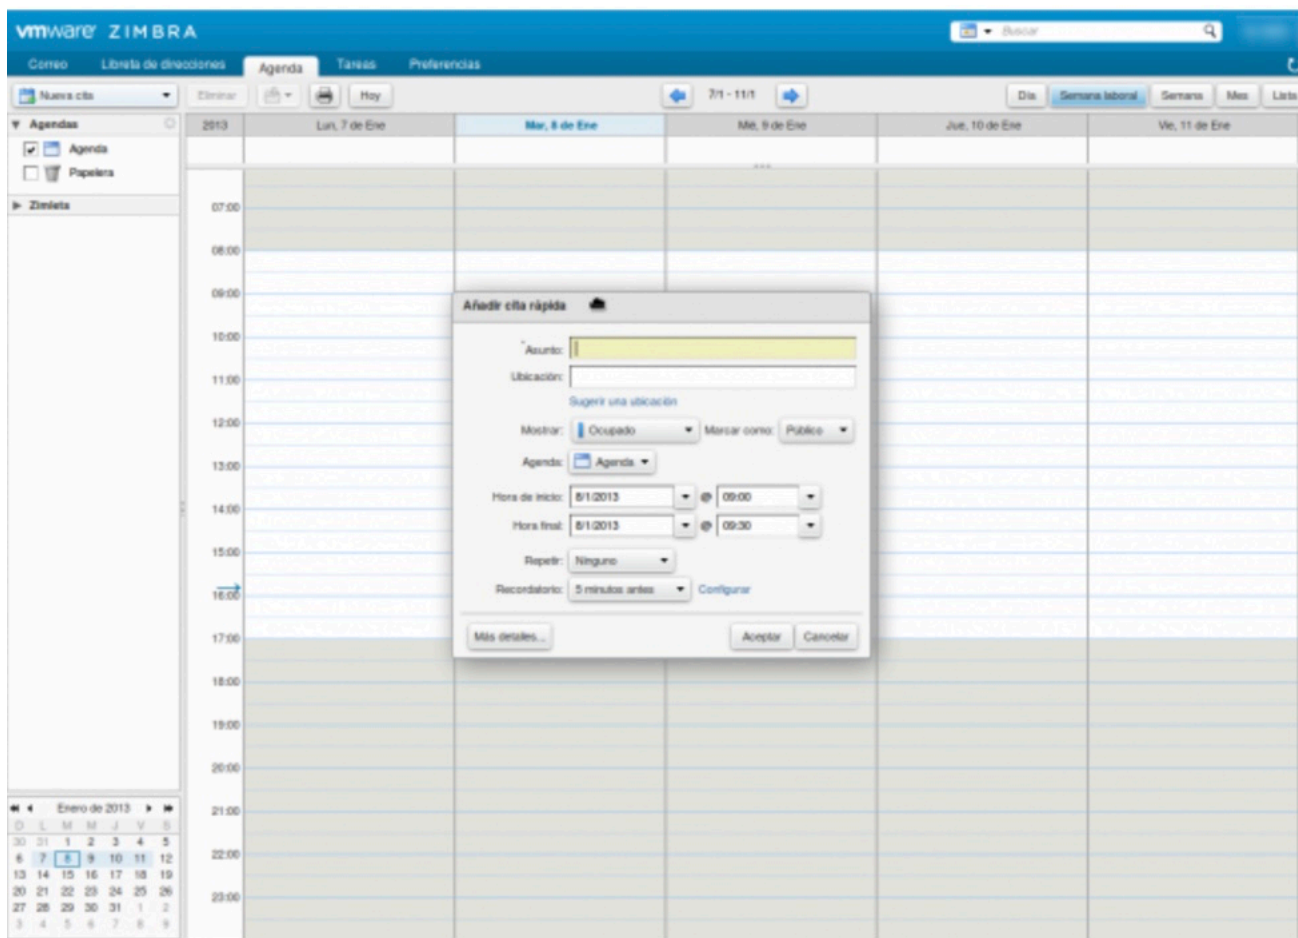 vmware ZIMBRA
Buscar
Correo Libreta de direcciones Agenda Tareas Preferencias
Nueva cita Eliminar Hoy 7/1 - 11/1 Día Semana laboral Semana Mes Lista
Agendas
Agenda
Papelera
Zimlets
2013 Lun, 7 de Ene Mar, 8 de Ene Mié, 9 de Ene Jue, 10 de Ene Vie, 11 de Ene
07:00
08:00
09:00
10:00
11:00
12:00
13:00
14:00
15:00
16:00
17:00
18:00
19:00
20:00
21:00
22:00
23:00
Añadir cita rápida
*Asunto:
Ubicación:
Sugerir una ubicación
Mostrar: Ocupado Marcar como: Público
Agenda: Agenda
Hora de inicio: 8/1/2013 @ 09:00
Hora final: 8/1/2013 @ 09:30
Repetir: Ninguno
Recordatorio: 5 minutos antes Configurar
Más detalles... Aceptar Cancelar
Enero de 2013
D L M M J V S
30 31 1 2 3 4 5
6 7 8 9 10 11 12
13 14 15 16 17 18 19
20 21 22 23 24 25 26
27 28 29 30 31 1 2
3 4 5 6 7 8 9